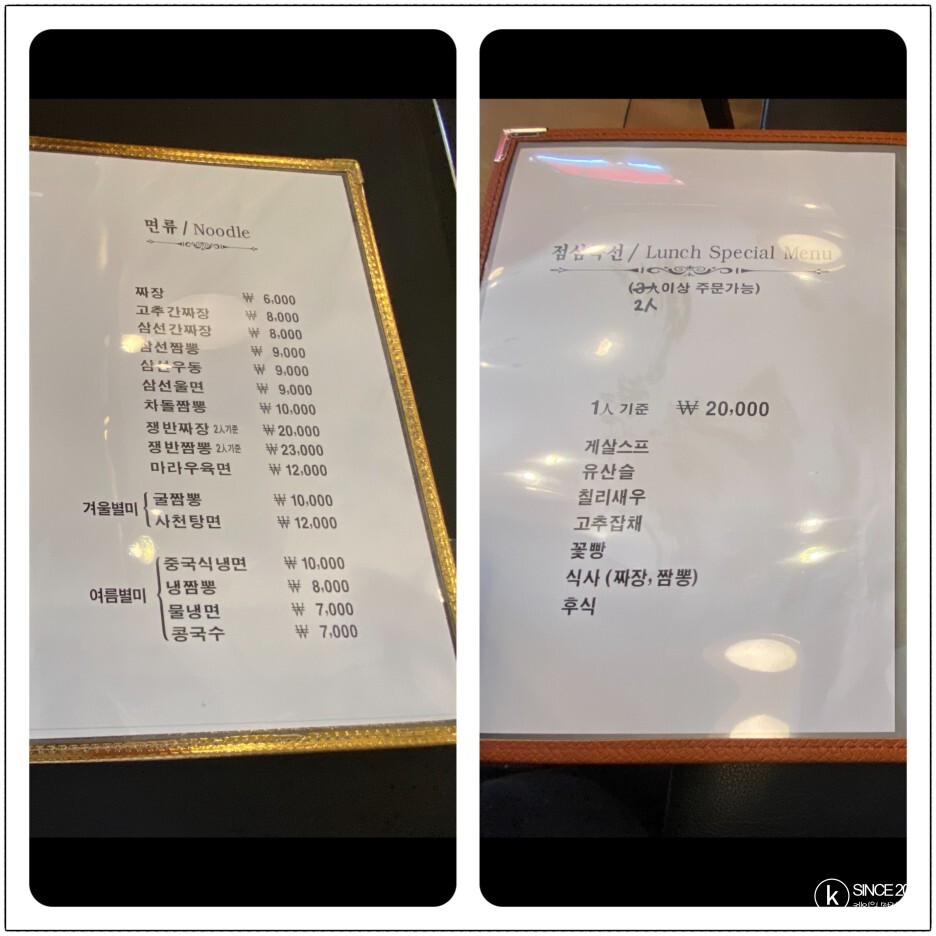 면류 / Noodle
짜장 ₩ 6,000
고추간짜장 ₩ 8,000
삼선간짜장 ₩ 8,000
삼선짬뽕 ₩ 9,000
삼선우동 ₩ 9,000
삼선울면 ₩ 9,000
차돌짬뽕 ₩ 10,000
쟁반짜장 2人기준 ₩ 20,000
쟁반짬뽕 2人기준 ₩ 23,000
마라우육면 ₩ 12,000
겨울별미
굴짬뽕 ₩ 10,000
사천탕면 ₩ 12,000
여름별미
중국식냉면 ₩ 10,000
냉짬뽕 ₩ 8,000
물냉면 ₩ 7,000
콩국수 ₩ 7,000
점심특선 / Lunch Special Menu
(3人이상 주문가능)
2人
1人 기준 ₩ 20,000
게살스프
유산슬
칠리새우
고추잡채
꽃빵
식사 (짜장, 짬뽕)
후식
k SINCE 20